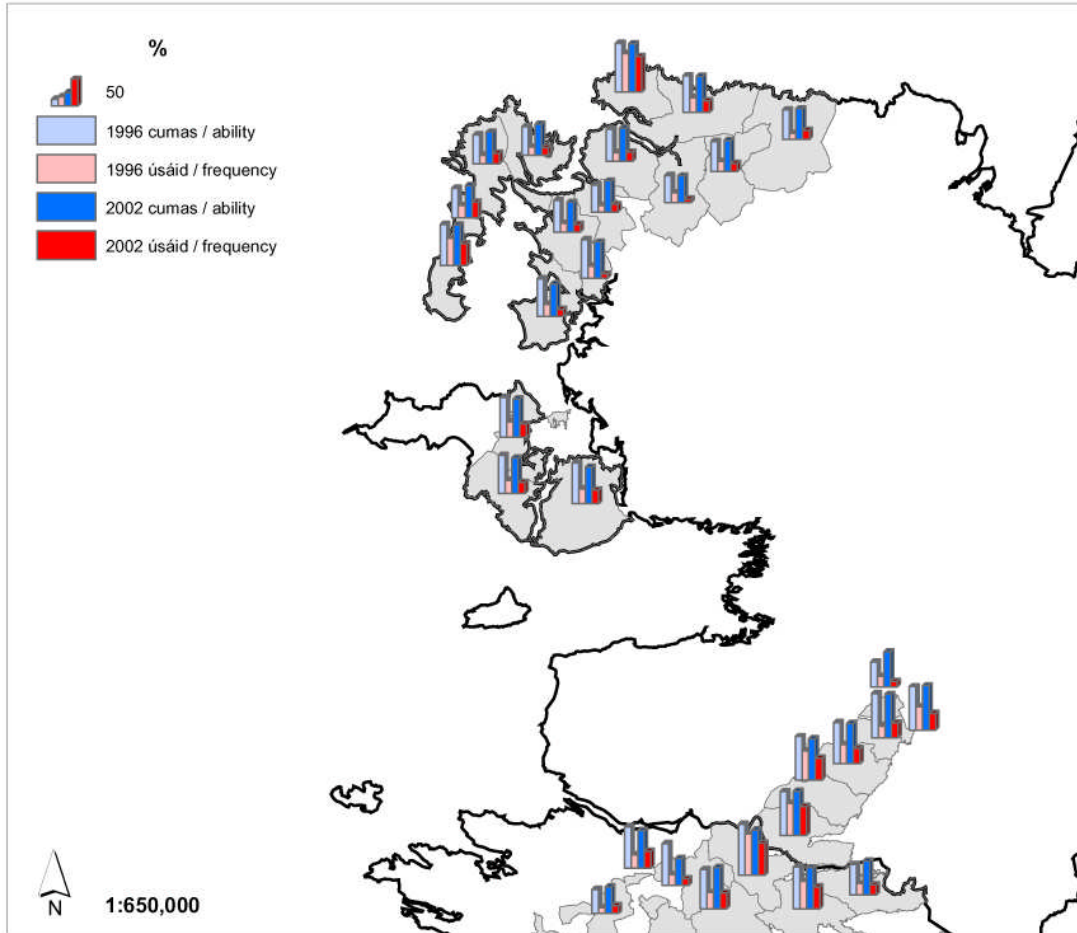 %
50
1996 cumas / ability
1996 úsáid / frequency
2002 cumas / ability
2002 úsáid / frequency
N
1:650,000